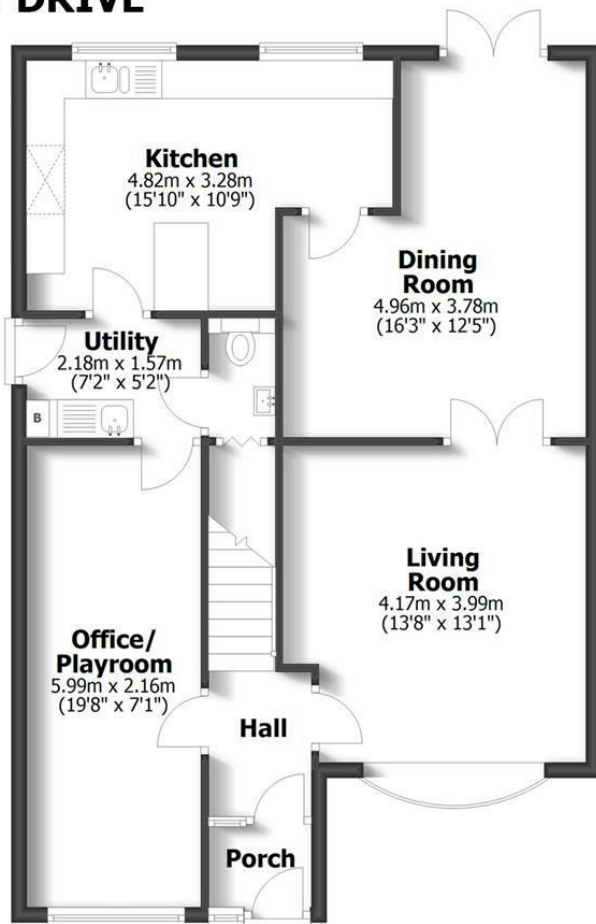 DRIVE
Kitchen
4.82m x 3.28m
(15'10" x 10'9")
Dining
Room
4.96m x 3.78m
(16'3" x 12'5")
Utility
2.18m x 1.57m
(7'2" x 5'2")
B
Living
Room
4.17m x 3.99m
(13'8" x 13'1")
Office/
Playroom
5.99m x 2.16m
(19'8" x 7'1")
Hall
Porch